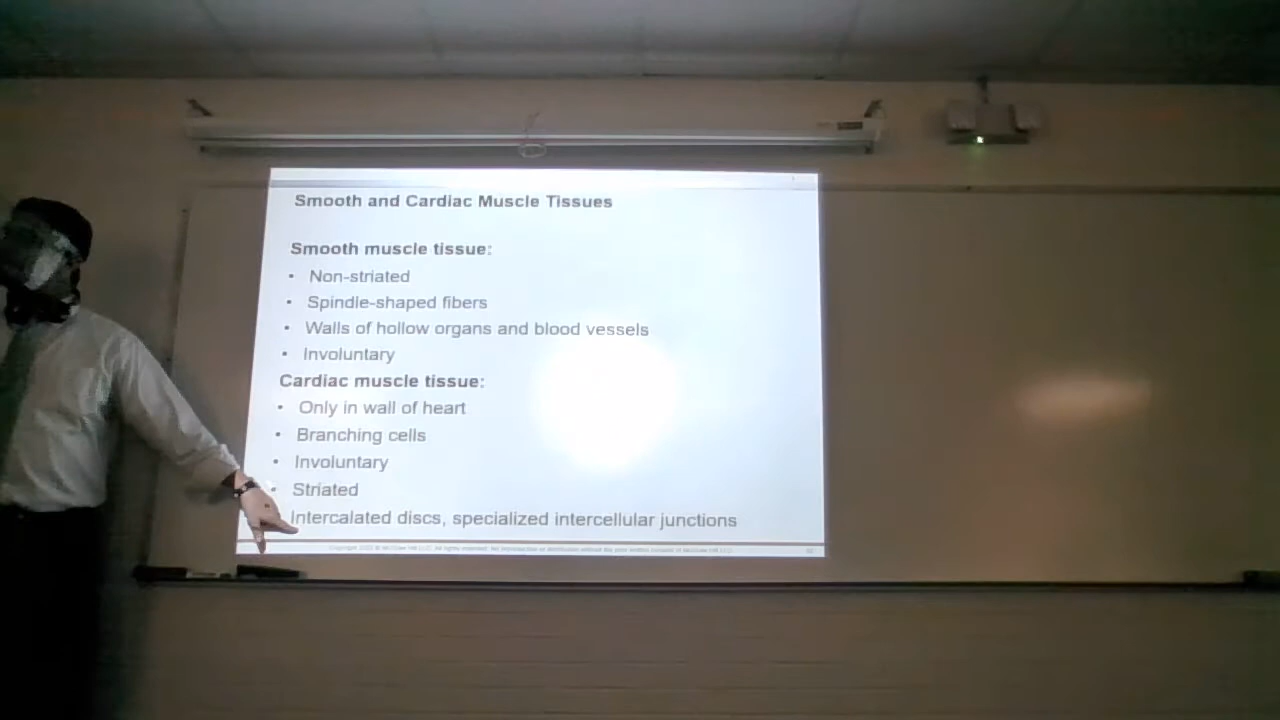 Smooth and Cardiac Muscle Tissues
Smooth muscle tissue:
• Non-striated
• Spindle-shaped fibers
• Walls of hollow organs and blood vessels
• Involuntary
Cardiac muscle tissue:
• Only in wall of heart
• Branching cells
• Involuntary
• Striated
Intercalated discs, specialized intercellular junctions